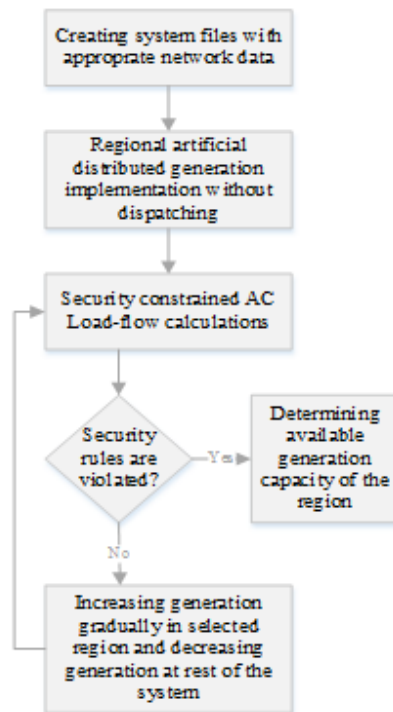 Creating system files with
approprate network data
Regional artificial
distributed generation
implementation without
dispatching
Security constrained AC
Load-flow calculations
Security
rules are
violated?
Yes
Determining
available
generation
capacity of the
region
No
Increasing generation
gradually in selected
region and decreasing
generation at rest of the
system